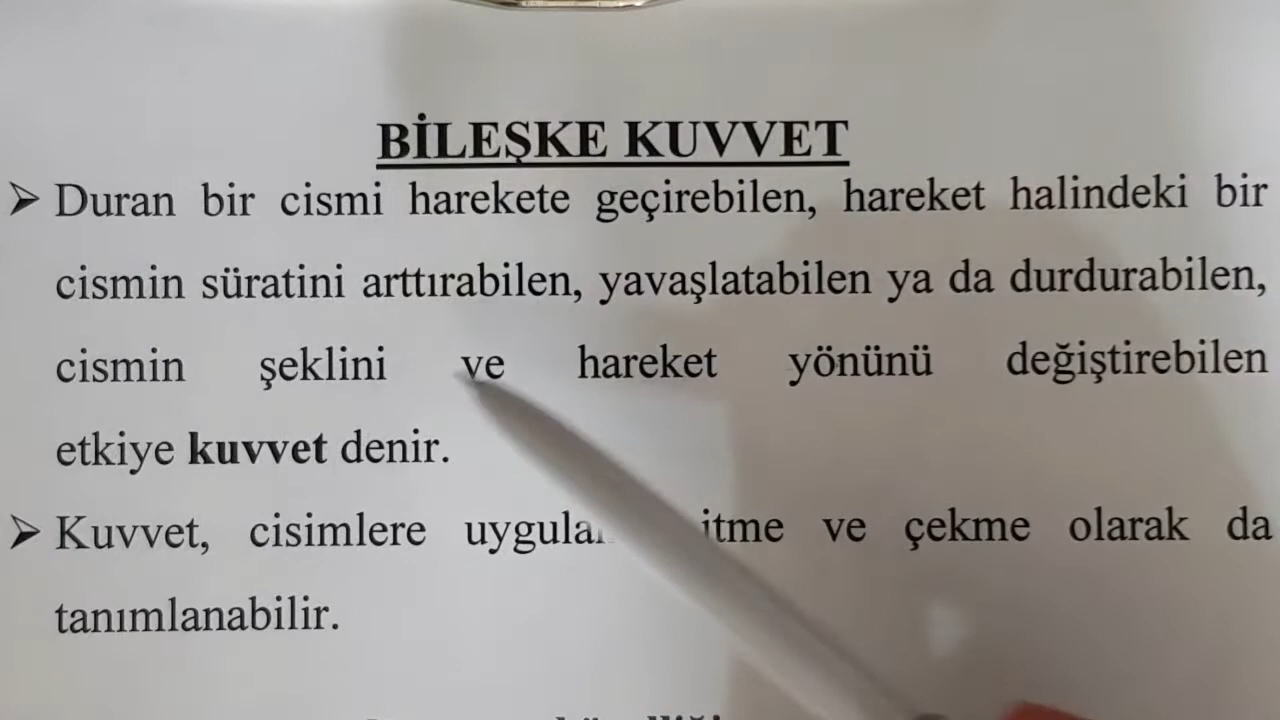 BİLEŞKE KUVVET
➢ Duran bir cismi harekete geçirebilen, hareket halindeki bir
cismin süratini arttırabilen, yavaşlatabilen ya da durdurabilen,
cismin şeklini ve hareket yönünü değiştirebilen
etkiye kuvvet denir.
➢ Kuvvet, cisimlere itme ve çekme olarak da
tanımlanabilir.